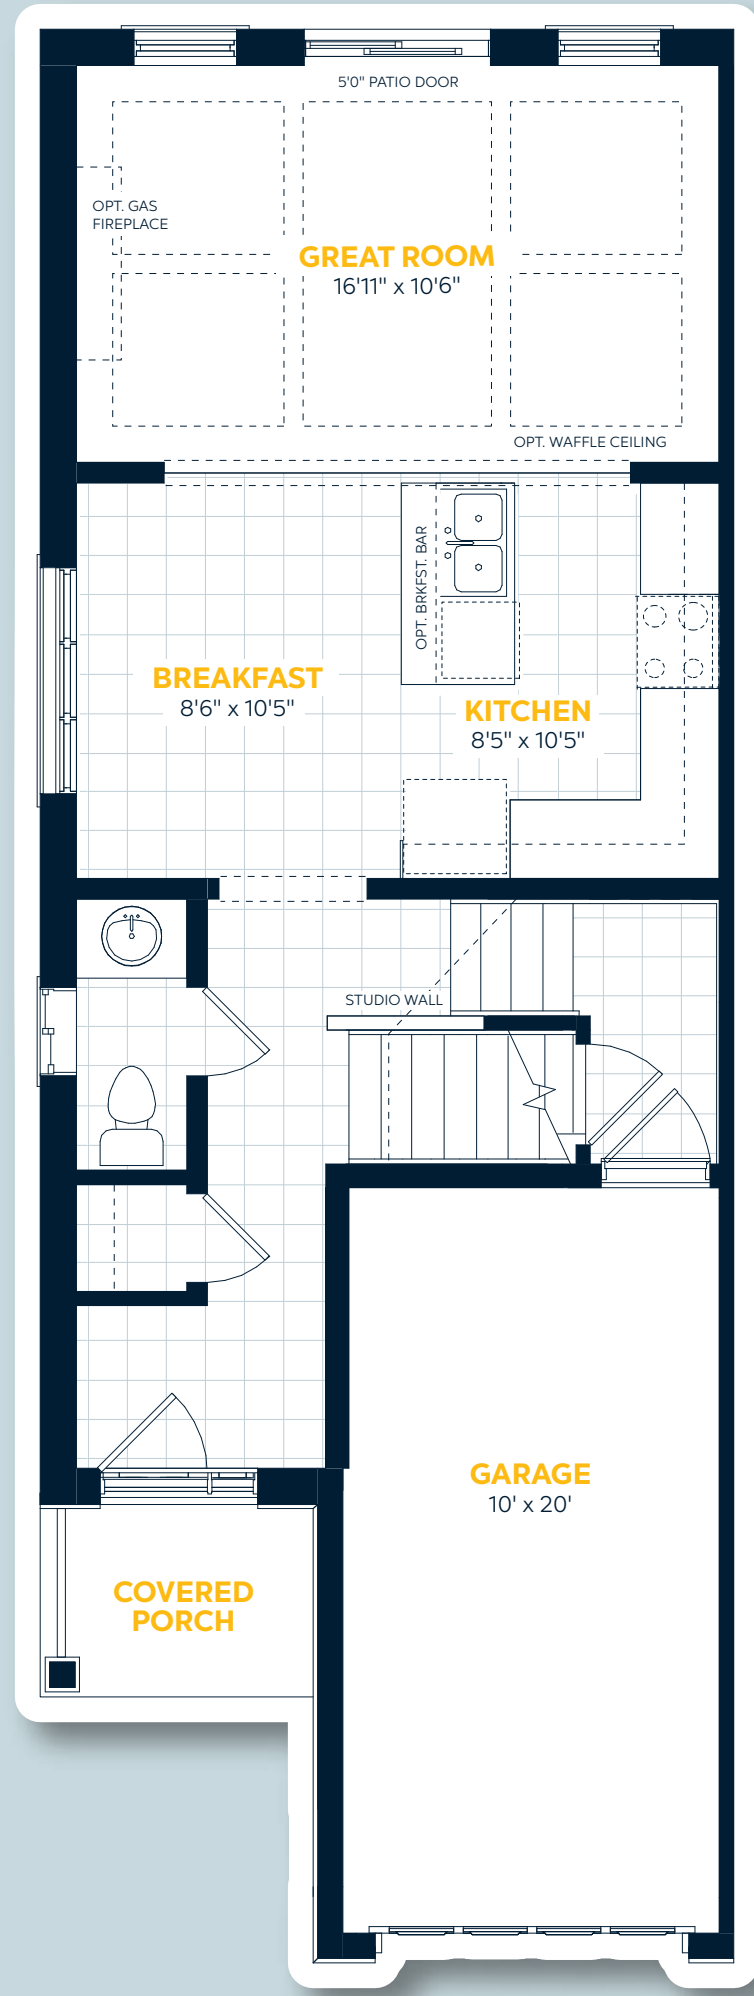 5'0" PATIO DOOR
OPT. GAS
FIREPLACE
GREAT ROOM
16'11" x 10'6"
OPT. WAFFLE CEILING
OPT. BRKFST. BAR
BREAKFAST
8'6" x 10'5"
KITCHEN
8'5" x 10'5"
STUDIO WALL
GARAGE
10' x 20'
COVERED
PORCH